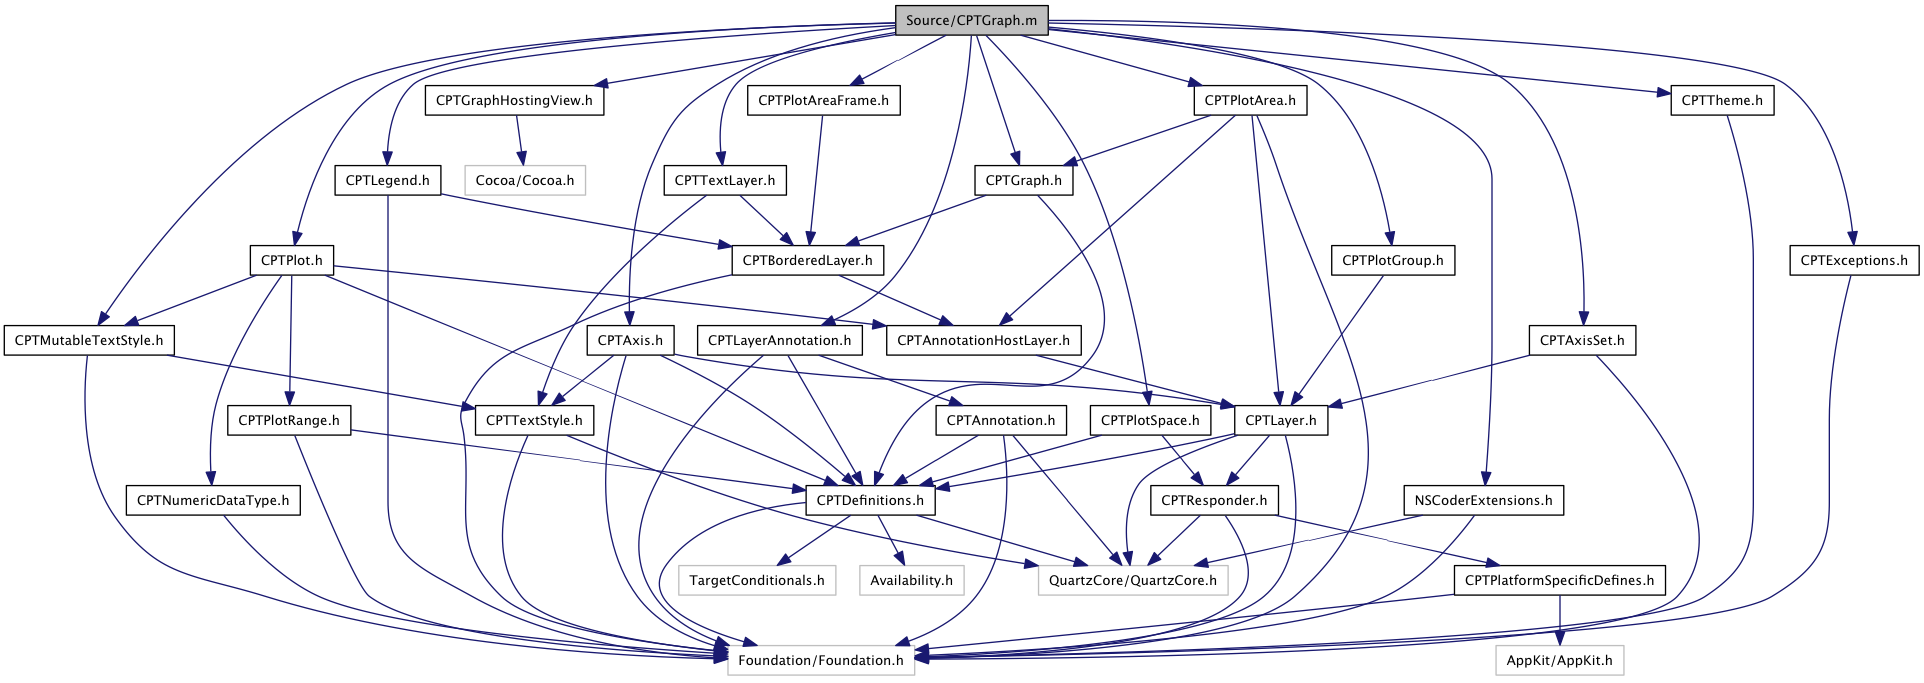 Source/CPTGraph.m
CPTGraphHostingView.h
CPTPlotAreaFrame.h
CPTPlotArea.h
CPTTheme.h
CPTLegend.h
Cocoa/Cocoa.h
CPTTextLayer.h
CPTGraph.h
CPTPlot.h
CPTBorderedLayer.h
CPTPlotGroup.h
CPTExceptions.h
CPTMutableTextStyle.h
CPTAxis.h
CPTLayerAnnotation.h
CPTAnnotationHostLayer.h
CPTAxisSet.h
CPTPlotRange.h
CPTTextStyle.h
CPTAnnotation.h
CPTPlotSpace.h
CPTLayer.h
CPTNumericDataType.h
CPTDefinitions.h
CPTResponder.h
NSCoderExtensions.h
TargetConditionals.h
Availability.h
QuartzCore/QuartzCore.h
CPTPlatformSpecificDefines.h
Foundation/Foundation.h
AppKit/AppKit.h